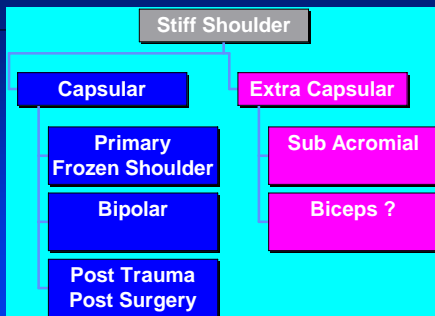 Stiff Shoulder
Capsular
Extra Capsular
Primary
Frozen Shoulder
Sub Acromial
Bipolar
Biceps ?
Post Trauma
Post Surgery